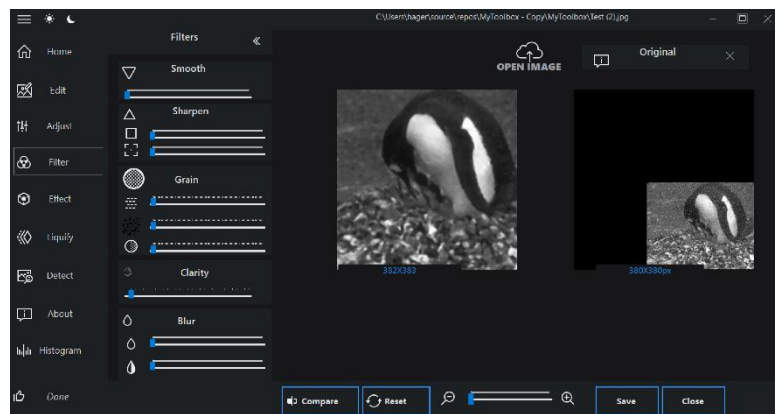 C:\Users\hager\source\repos\MyToolbox - Copy\MyToolbox\Test (2).jpg
Filters
Home
Edit
Adjust
Filter
Effect
Liquify
Detect
About
Histogram
Done
Smooth
Sharpen
Grain
Clarity
Blur
OPEN IMAGE
Original
382X383
380X380px
Compare
Reset
Save
Close